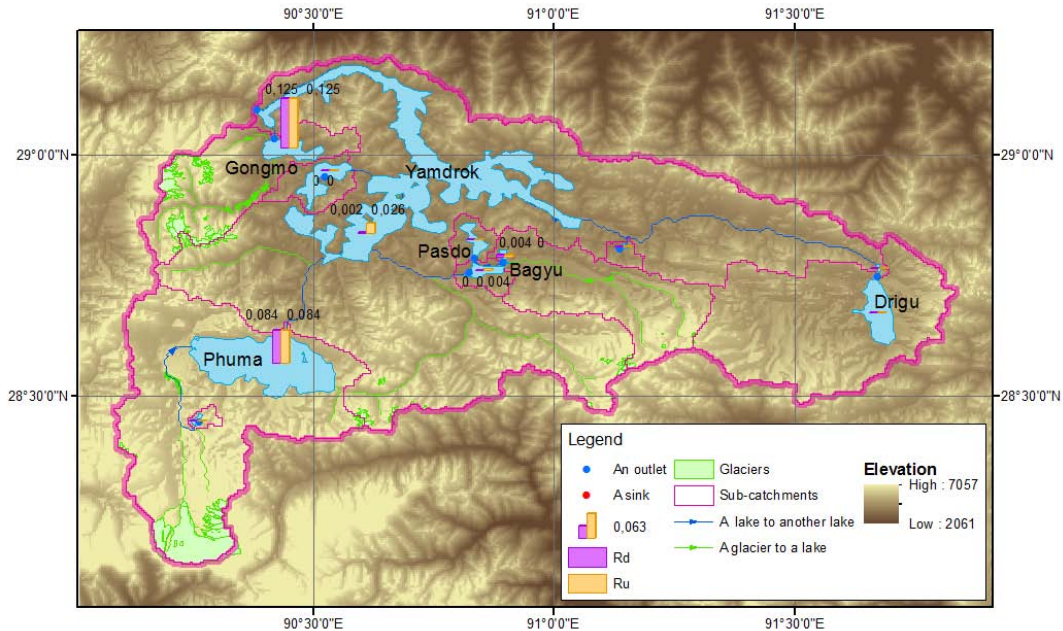 90°30'0"E 91°0'0"E 91°30'0"E
0,125 0,125
29°0'0"N 29°0'0"N
Gongmo Yamdrok
0 0
0,002 0,026
Pasdo 0,004 0
Bagyu
0 0,004
Drigu
0,084 0,084
Phuma
28°30'0"N 28°30'0"N
Legend
An outlet Glaciers Elevation
A sink Sub-catchments High : 7057
0,063 A lake to another lake Low : 2061
Rd A glacier to a lake
Ru
90°30'0"E 91°0'0"E 91°30'0"E